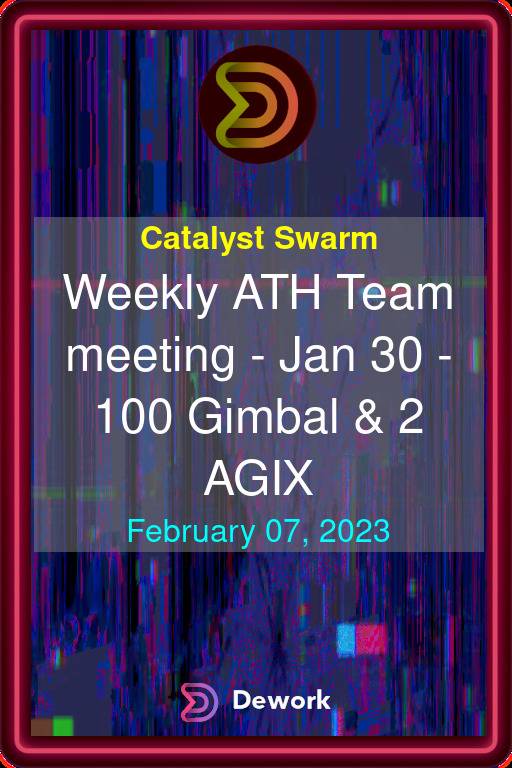 Catalyst Swarm
Weekly ATH Team
meeting - Jan 30 -
100 Gimbal & 2
AGIX
February 07, 2023
Dework